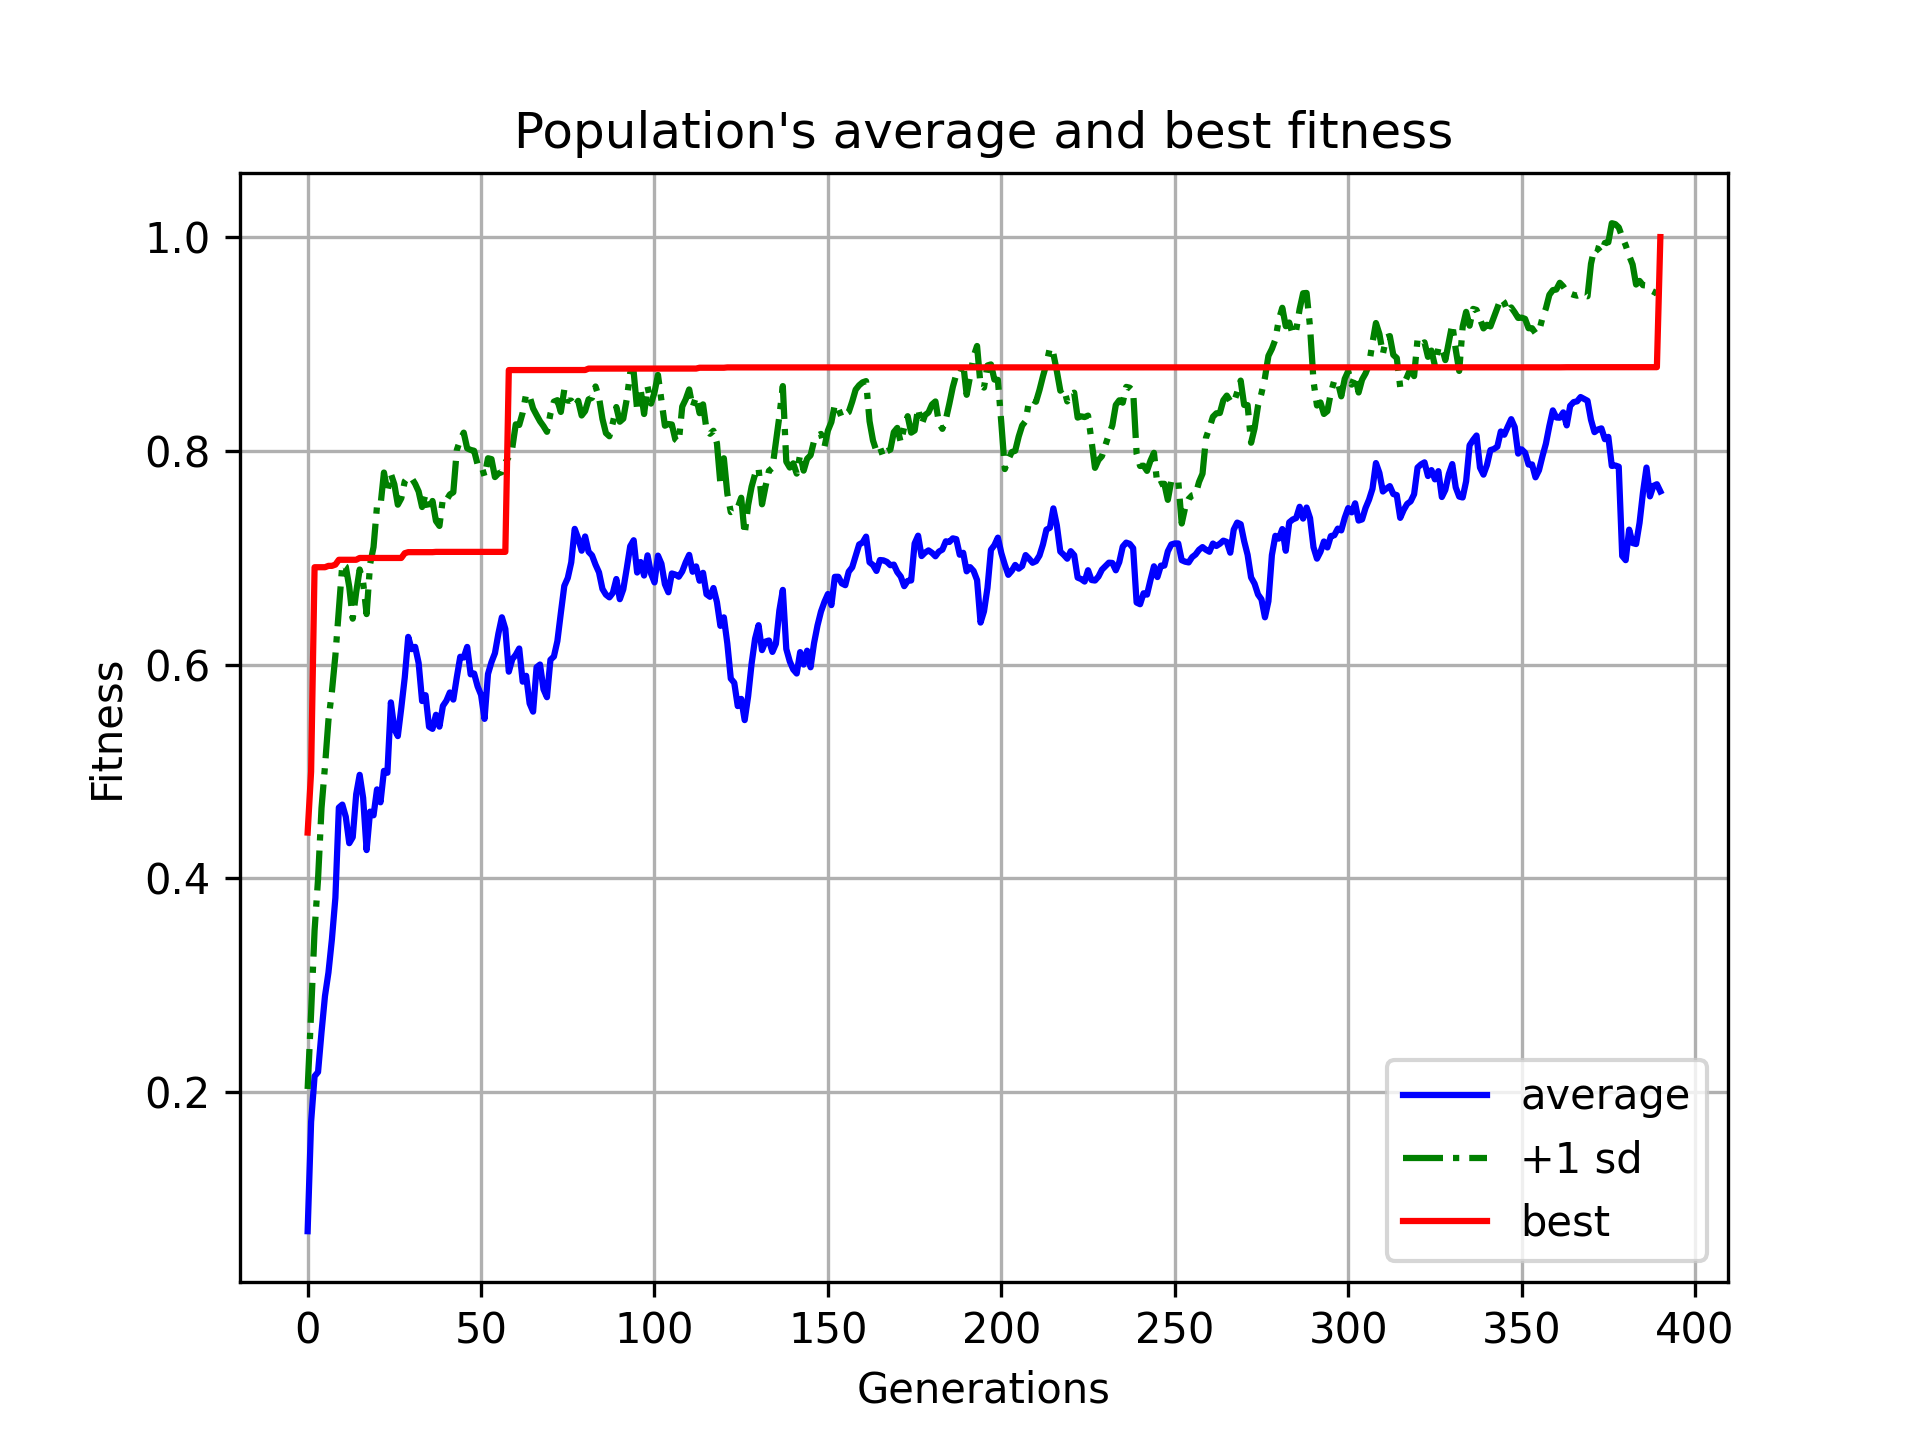 Population's average and best fitness
Fitness
1.0
0.8
0.6
0.4
0.2
0 50 100 150 200 250 300 350 400
Generations
average
+1 sd
best